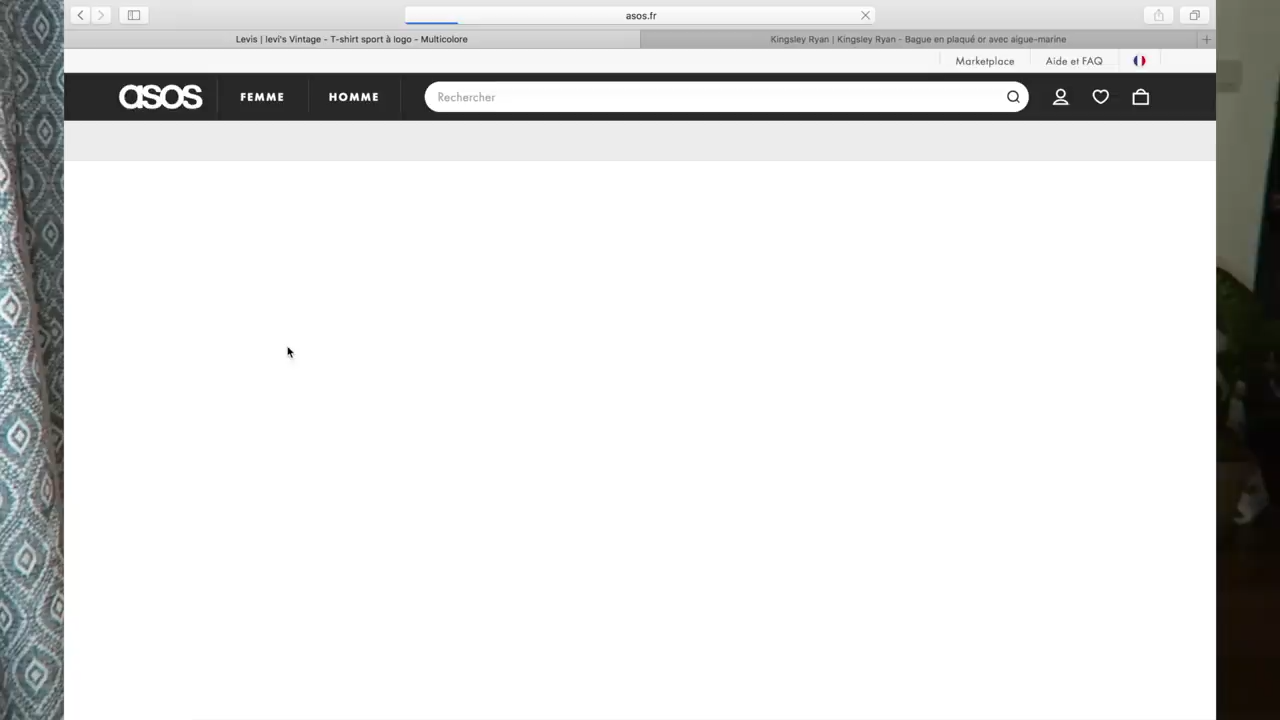 asos.fr
Levis | levi's Vintage - T-shirt sport à logo - Multicolore
Kingsley Ryan | Kingsley Ryan - Bague en plaqué or avec aigue-marine
Marketplace
Aide et FAQ
asos
FEMME
HOMME
Rechercher